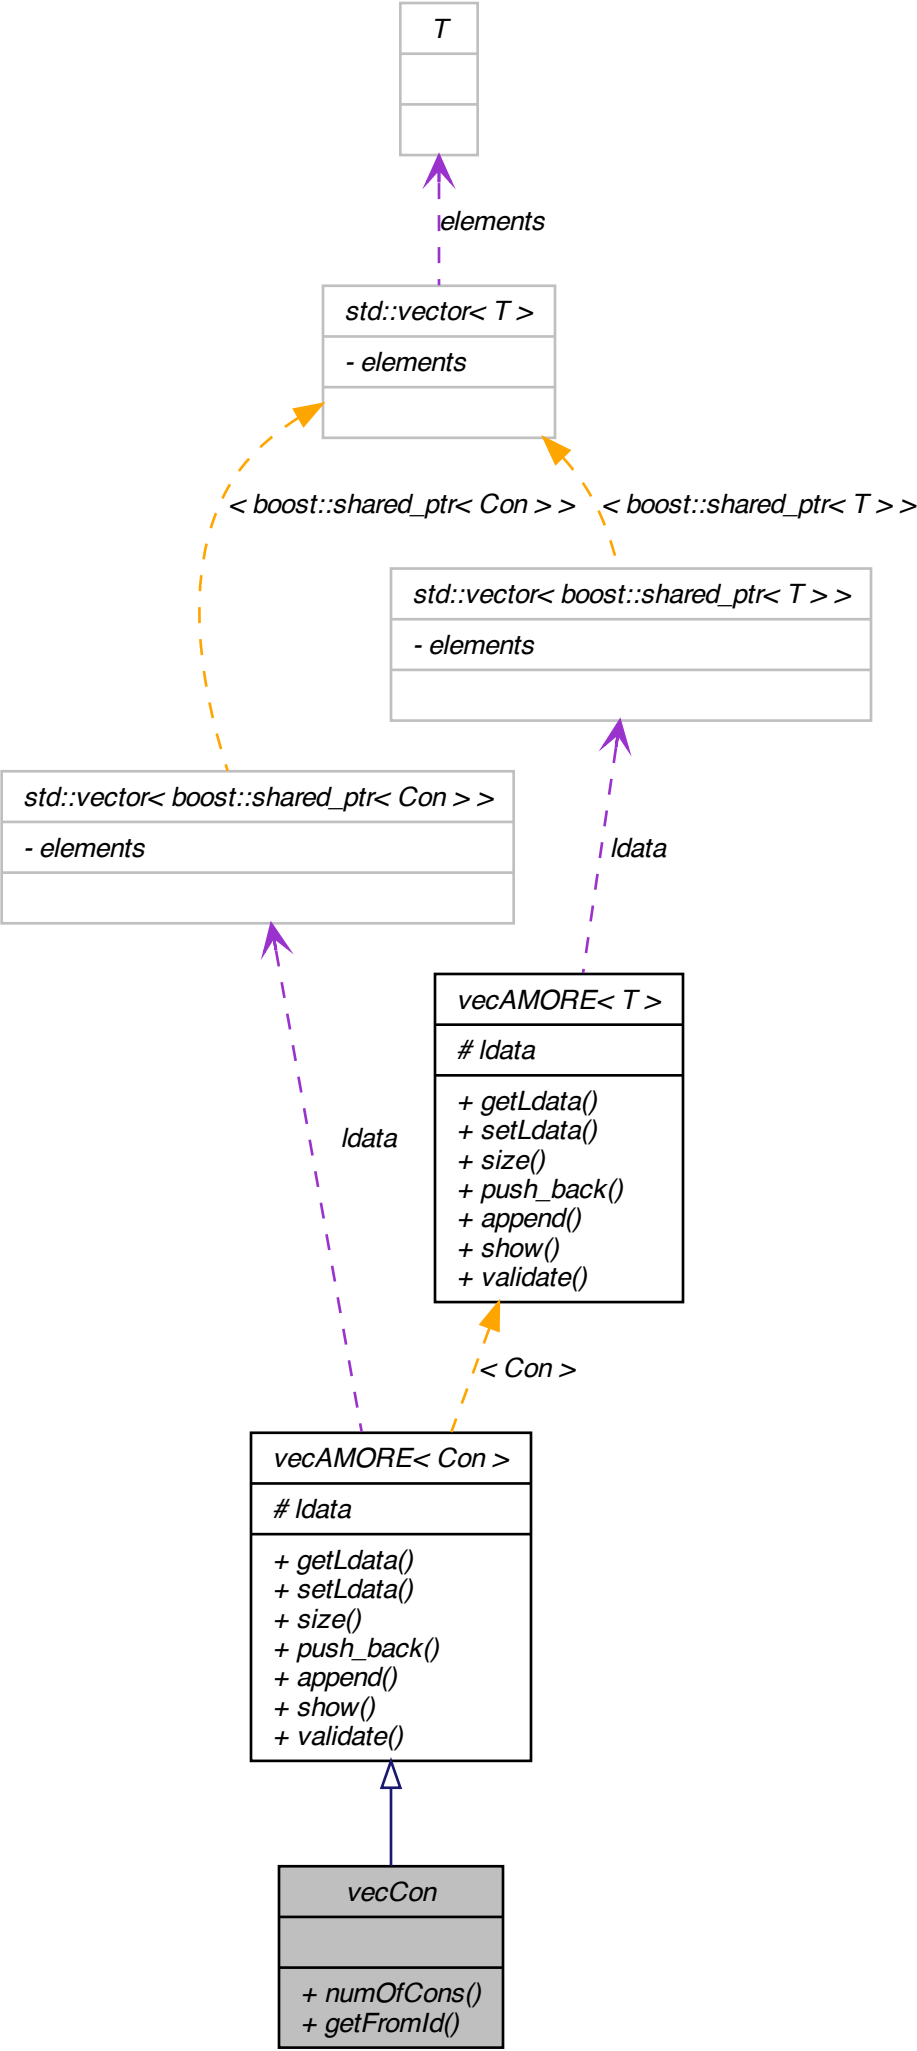 T
elements
std::vector< T >
- elements
< boost::shared_ptr< Con > >
< boost::shared_ptr< T > >
std::vector< boost::shared_ptr< T > >
- elements
std::vector< boost::shared_ptr< Con > >
- elements
ldata
vecAMORE< T >
# ldata
+ getLdata()
+ setLdata()
+ size()
+ push_back()
+ append()
+ show()
+ validate()
ldata
< Con >
vecAMORE< Con >
# ldata
+ getLdata()
+ setLdata()
+ size()
+ push_back()
+ append()
+ show()
+ validate()
vecCon
+ numOfCons()
+ getFromId()